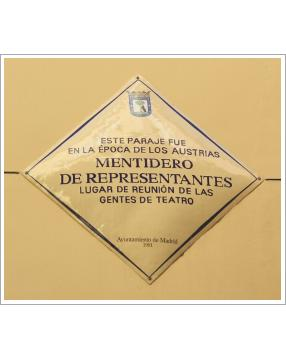 ESTE PARAJE FUE
EN LA ÉPOCA DE LOS AUSTRIAS
MENTIDERO
DE REPRESENTANTES
LUGAR DE REUNIÓN DE LAS
GENTES DE TEATRO
Ayuntamiento de Madrid
1991